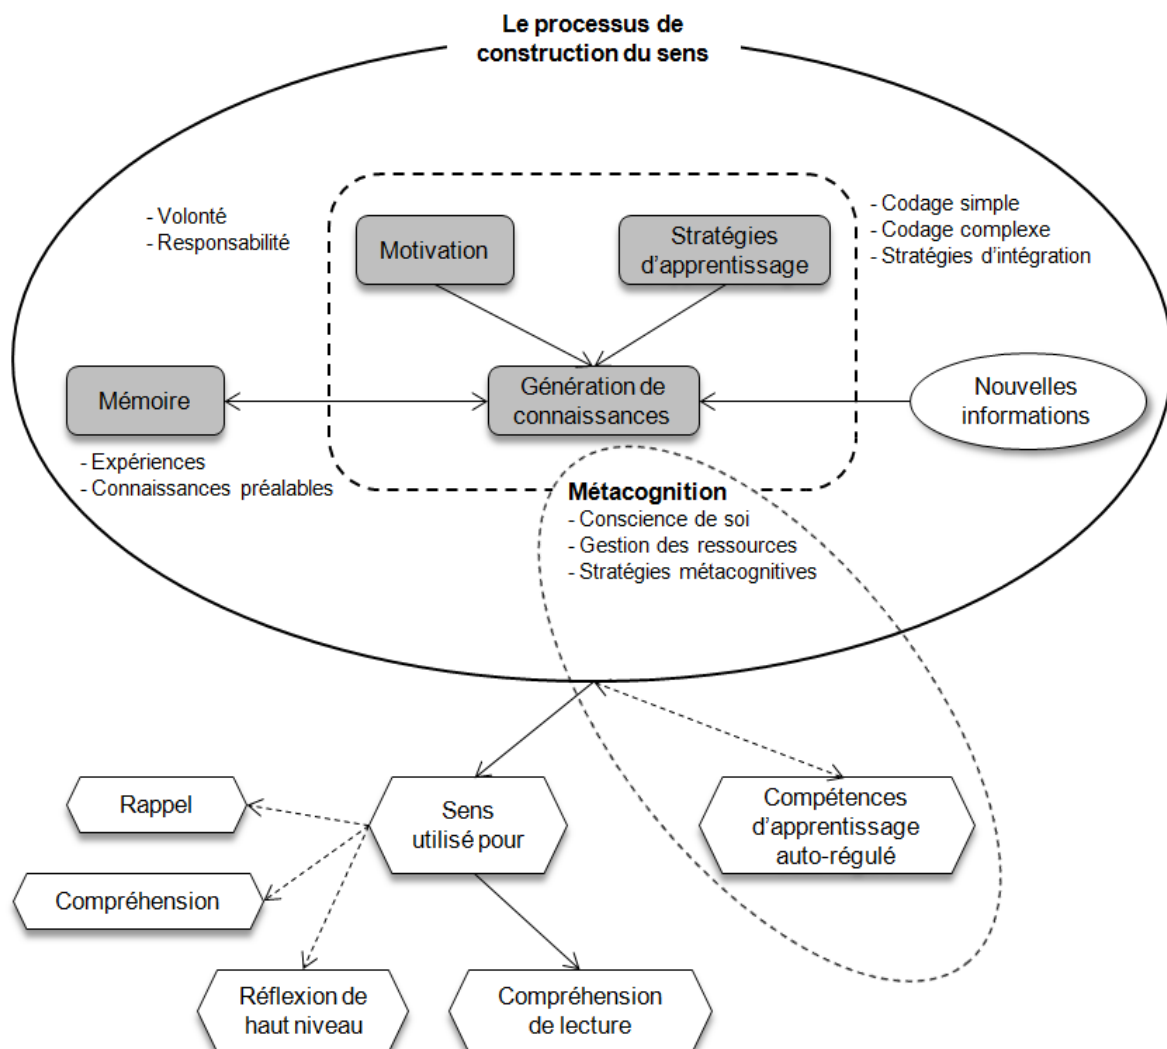 Le processus de
construction du sens
- Volonté
- Responsabilité
Motivation
Stratégies
d’apprentissage
- Codage simple
- Codage complexe
- Stratégies d’intégration
Mémoire
Génération de
connaissances
Nouvelles
informations
- Expériences
- Connaissances préalables
Métacognition
- Conscience de soi
- Gestion des ressources
- Stratégies métacognitives
Rappel
Sens
utilisé pour
Compétences
d’apprentissage
auto-régulé
Compréhension
Réflexion de
haut niveau
Compréhension
de lecture